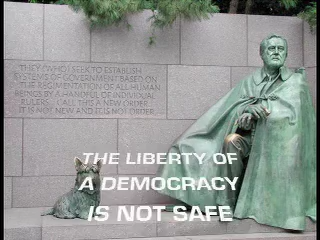 THEY (WHO) SEEK TO ESTABLISH
SYSTEMS OF GOVERNMENT BASED ON
THE REGIMENTATION OF ALL HUMAN
BEINGS BY A HANDFUL OF INDIVIDUAL
RULERS... CALL THIS A NEW ORDER.
IT IS NOT NEW AND IT IS NOT ORDER.
THE LIBERTY OF
A DEMOCRACY
IS NOT SAFE